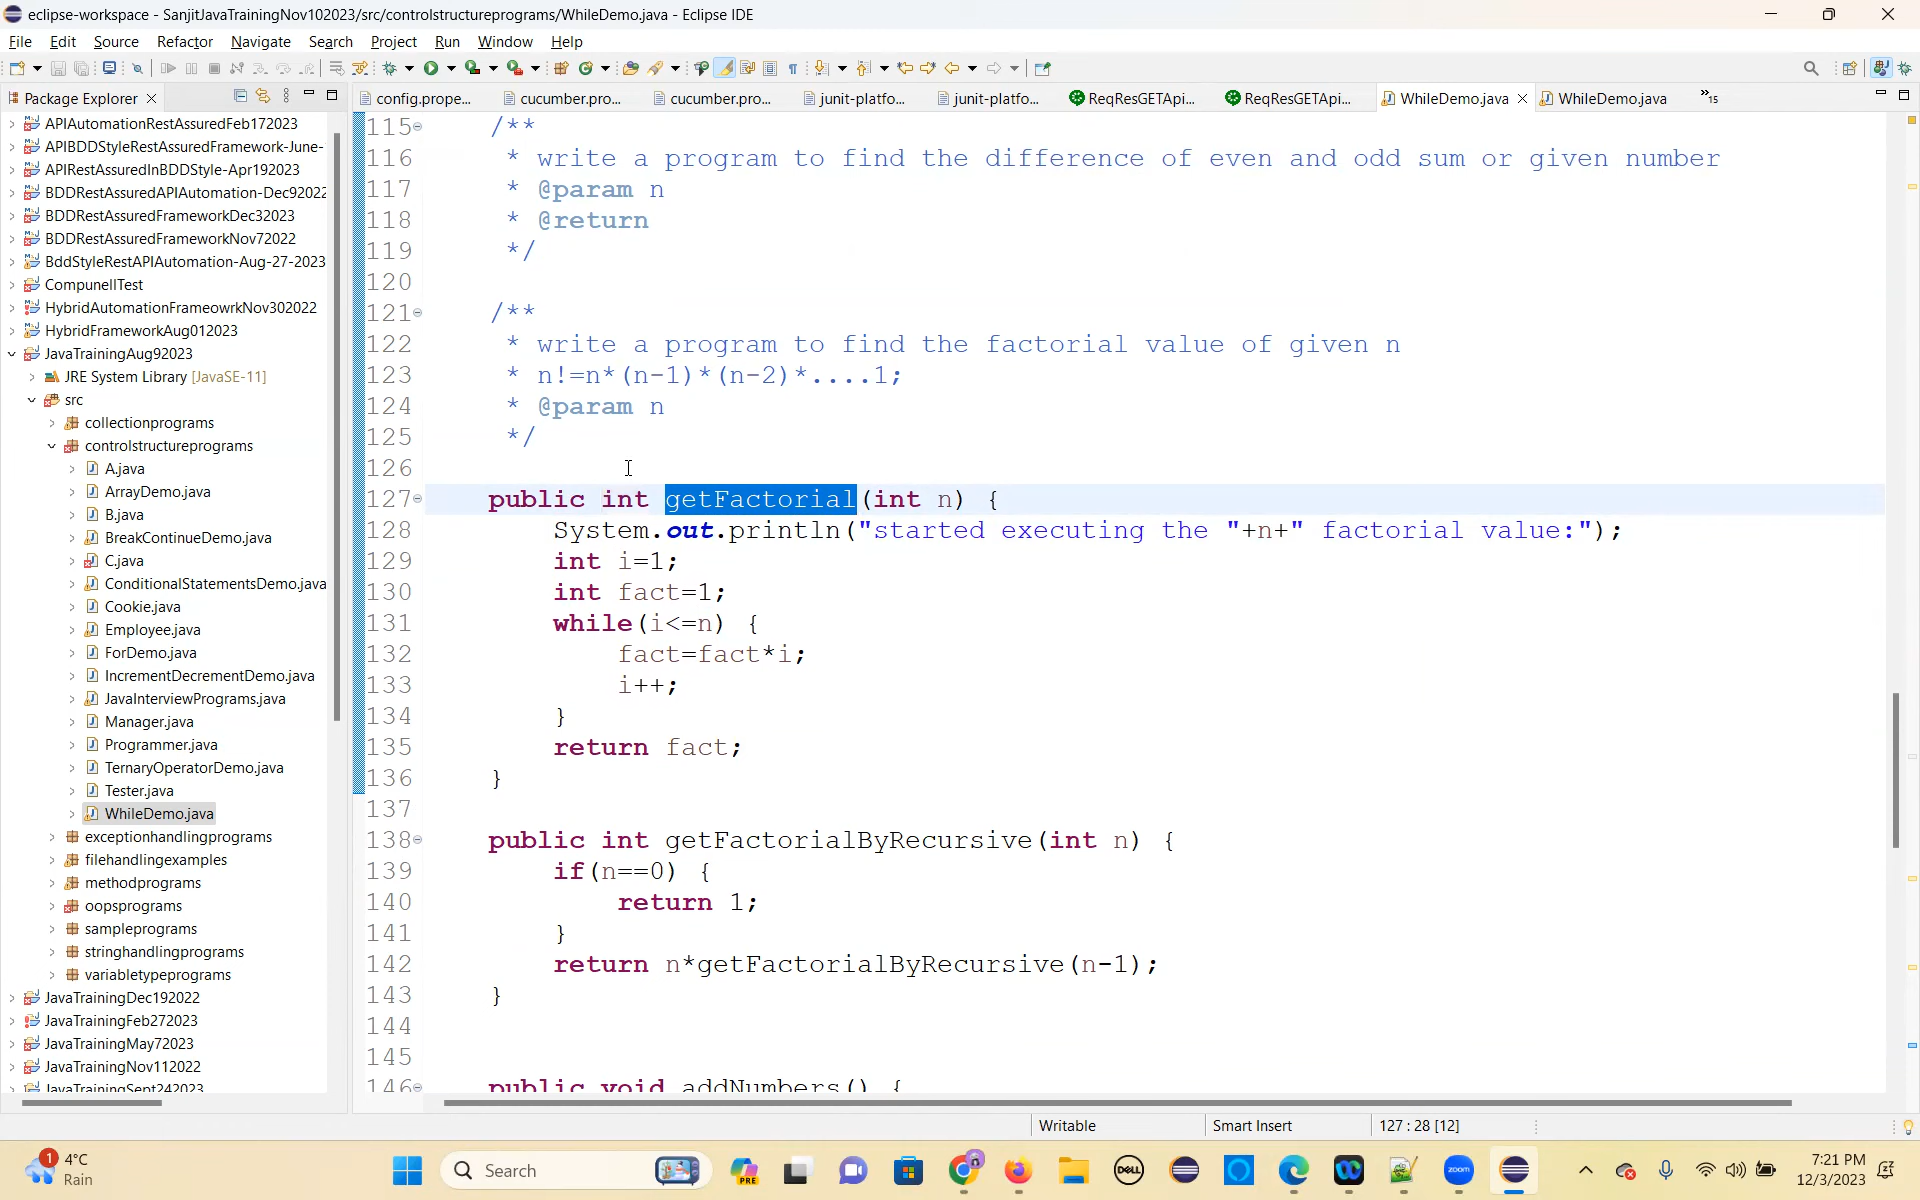 eclipse-workspace - SanjitJavaTrainingNov102023/src/controlstructureprograms/WhileDemo.java - Eclipse IDE
File Edit Source Refactor Navigate Search Project Run Window Help
Package Explorer
config.prope...
cucumber.pro...
cucumber.pro...
junit-platfo...
junit-platfo...
ReqResGETApi...
ReqResGETApi...
WhileDemo.java
WhileDemo.java
»15
APIAutomationRestAssuredFeb172023
APIBDDStyleRestAssuredFramework-June-
APIRestAssuredInBDDStyle-Apr192023
BDDRestAssuredAPIAutomation-Dec92022
BDDRestAssuredFrameworkDec32023
BDDRestAssuredFrameworkNov72022
BddStyleRestAPIAutomation-Aug-27-2023
CompunellTest
HybridAutomationFrameowrkNov302022
HybridFrameworkAug012023
JavaTrainingAug92023
JRE System Library [JavaSE-11]
src
collectionprograms
controlstructureprograms
A.java
ArrayDemo.java
B.java
BreakContinueDemo.java
C.java
ConditionalStatementsDemo.java
Cookie.java
Employee.java
ForDemo.java
IncrementDecrementDemo.java
JavaInterviewPrograms.java
Manager.java
Programmer.java
TernaryOperatorDemo.java
Tester.java
WhileDemo.java
exceptionhandlingprograms
filehandlingexamples
methodprograms
oopsprograms
sampleprograms
stringhandlingprograms
variabletypeprograms
JavaTrainingDec192022
JavaTrainingFeb272023
JavaTrainingMay72023
JavaTrainingNov112022
JavaTrainingSept242023
115 /**
116 * write a program to find the difference of even and odd sum or given number
117 * @param n
118 * @return
119 */
120
121 /**
122 * write a program to find the factorial value of given n
123 * n!=n*(n-1)*(n-2)*....1;
124 * @param n
125 */
126
127 public int getFactorial(int n) {
128 System.out.println("started executing the "+n+" factorial value:");
129 int i=1;
130 int fact=1;
131 while(i<=n) {
132 fact=fact*i;
133 i++;
134 }
135 return fact;
136 }
137
138 public int getFactorialByRecursive(int n) {
139 if(n==0) {
140 return 1;
141 }
142 return n*getFactorialByRecursive(n-1);
143 }
144
145
146 public void addNumbers() {
Writable
Smart Insert
127 : 28 [12]
1
4°C
Rain
Search
PRE
DELL
zoom
7:21 PM
12/3/2023